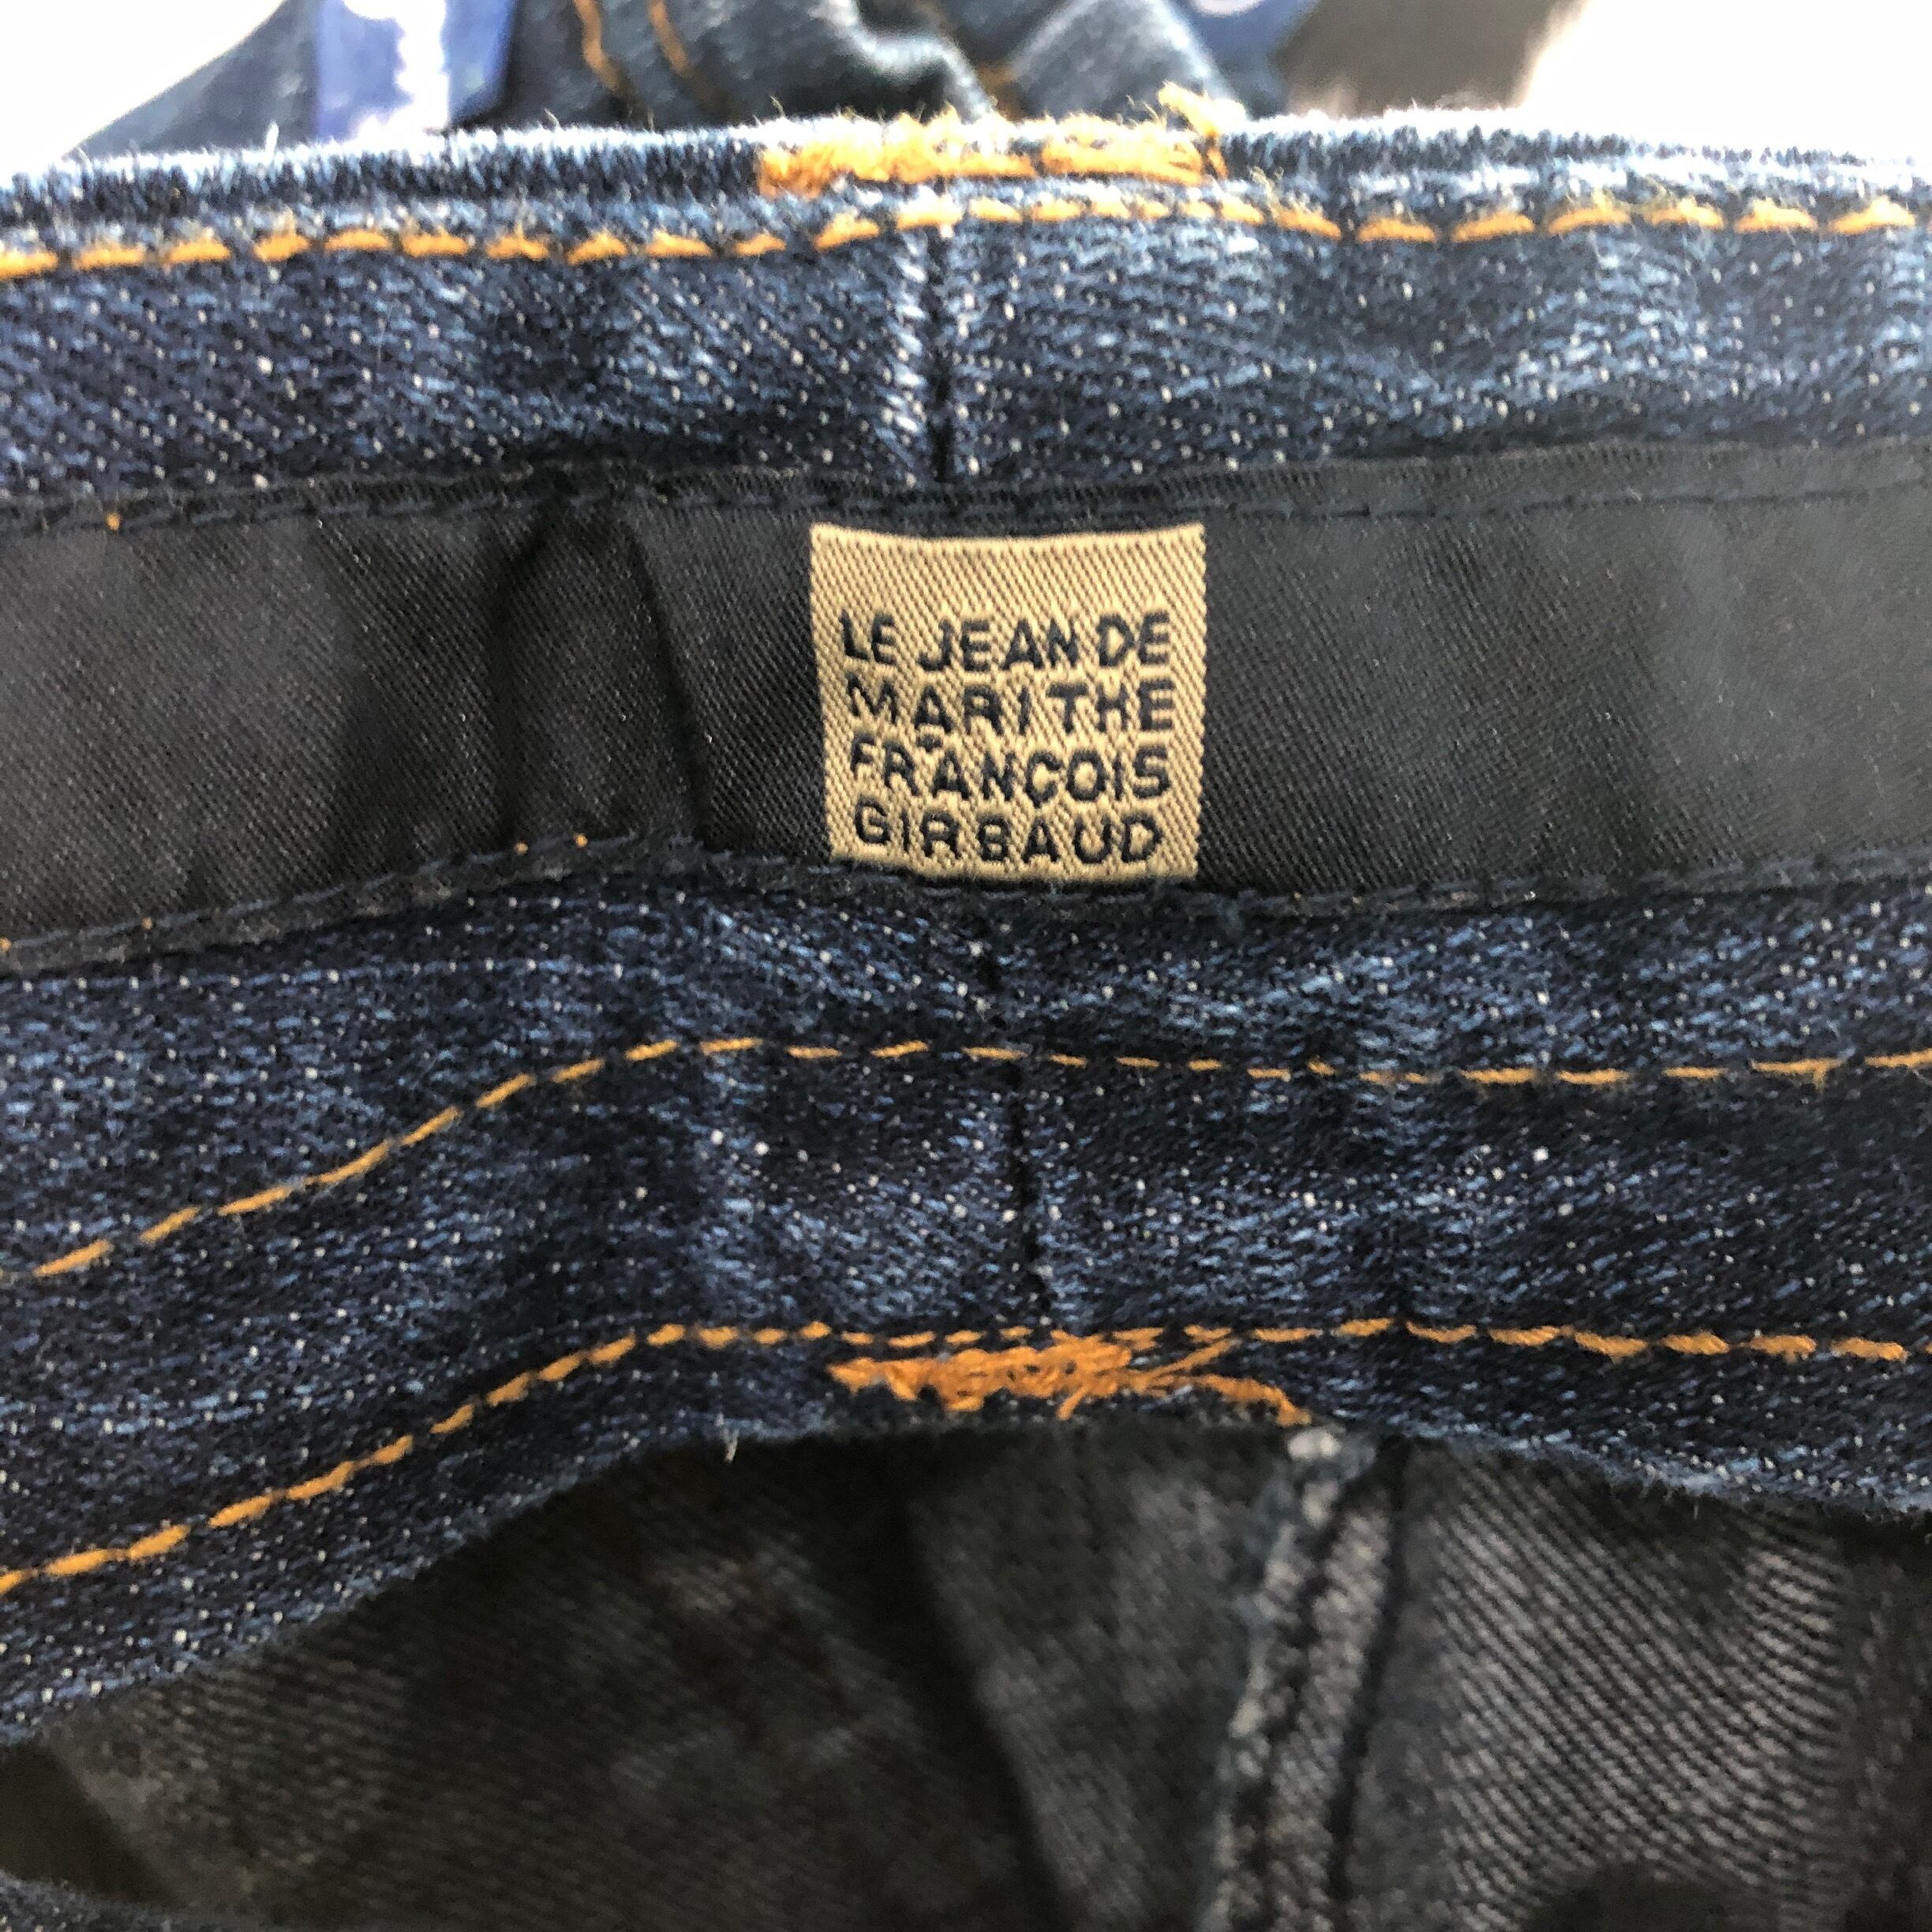 LE JEAN DE
MARITHE
FRANÇOIS
GIRBAUD